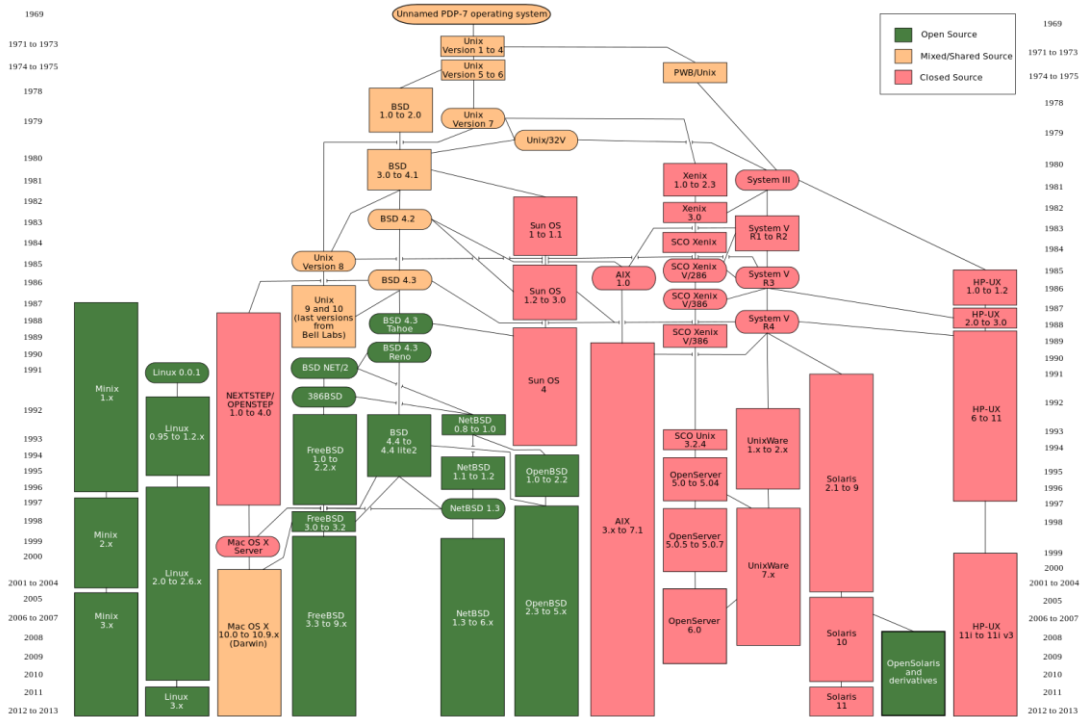 Unnamed PDP-7 operating system
Unix
Version 1 to 4
Unix
Version 5 to 6
PWB/Unix
BSD
1.0 to 2.0
Unix
Version 7
Unix/32V
BSD
3.0 to 4.1
Xenix
1.0 to 2.3
System III
Xenix
3.0
Sun OS
1 to 1.1
BSD 4.2
System V
R1 to R2
SCO Xenix
Unix
Version 8
SCO Xenix
V/286
AIX
1.0
System V
R3
BSD 4.3
HP-UX
1.0 to 1.2
Sun OS
1.2 to 3.0
SCO Xenix
V/386
Unix
9 and 10
(last versions
from
Bell Labs)
HP-UX
2.0 to 3.0
BSD 4.3
Tahoe
System V
R4
SCO Xenix
V/386
BSD 4.3
Reno
BSD NET/2
Linux 0.0.1
Minix
1.x
NEXTSTEP/
OPENSTEP
1.0 to 4.0
386BSD
Sun OS
4
HP-UX
6 to 11
Linux
0.95 to 1.2.x
NetBSD
0.8 to 1.0
BSD
4.4 to
4.4 lite2
SCO Unix
3.2.4
UnixWare
1.x to 2.x
FreeBSD
1.0 to
2.2.x
NetBSD
1.1 to 1.2
OpenBSD
1.0 to 2.2
OpenServer
5.0 to 5.04
Solaris
2.1 to 9
NetBSD 1.3
FreeBSD
3.0 to 3.2
AIX
3.x to 7.1
OpenServer
5.0.5 to 5.0.7
Minix
2.x
Mac OS X
Server
Linux
2.0 to 2.6.x
UnixWare
7.x
OpenBSD
2.3 to 5.x
NetBSD
1.3 to 6.x
FreeBSD
3.3 to 9.x
Minix
3.x
Mac OS X
10.0 to 10.9.x
(Darwin)
OpenServer
6.0
Solaris
10
HP-UX
11i to 11i v3
OpenSolaris
and
derivatives
Linux
3.x
Solaris
11
Open Source
Mixed/Shared Source
Closed Source
1969
1971 to 1973
1974 to 1975
1978
1979
1980
1981
1982
1983
1984
1985
1986
1987
1988
1989
1990
1991
1992
1993
1994
1995
1996
1997
1998
1999
2000
2001 to 2004
2005
2006 to 2007
2008
2009
2010
2011
2012 to 2013
1969
1971 to 1973
1974 to 1975
1978
1979
1980
1981
1982
1983
1984
1985
1986
1987
1988
1989
1990
1991
1992
1993
1994
1995
1996
1997
1998
1999
2000
2001 to 2004
2005
2006 to 2007
2008
2009
2010
2011
2012 to 2013